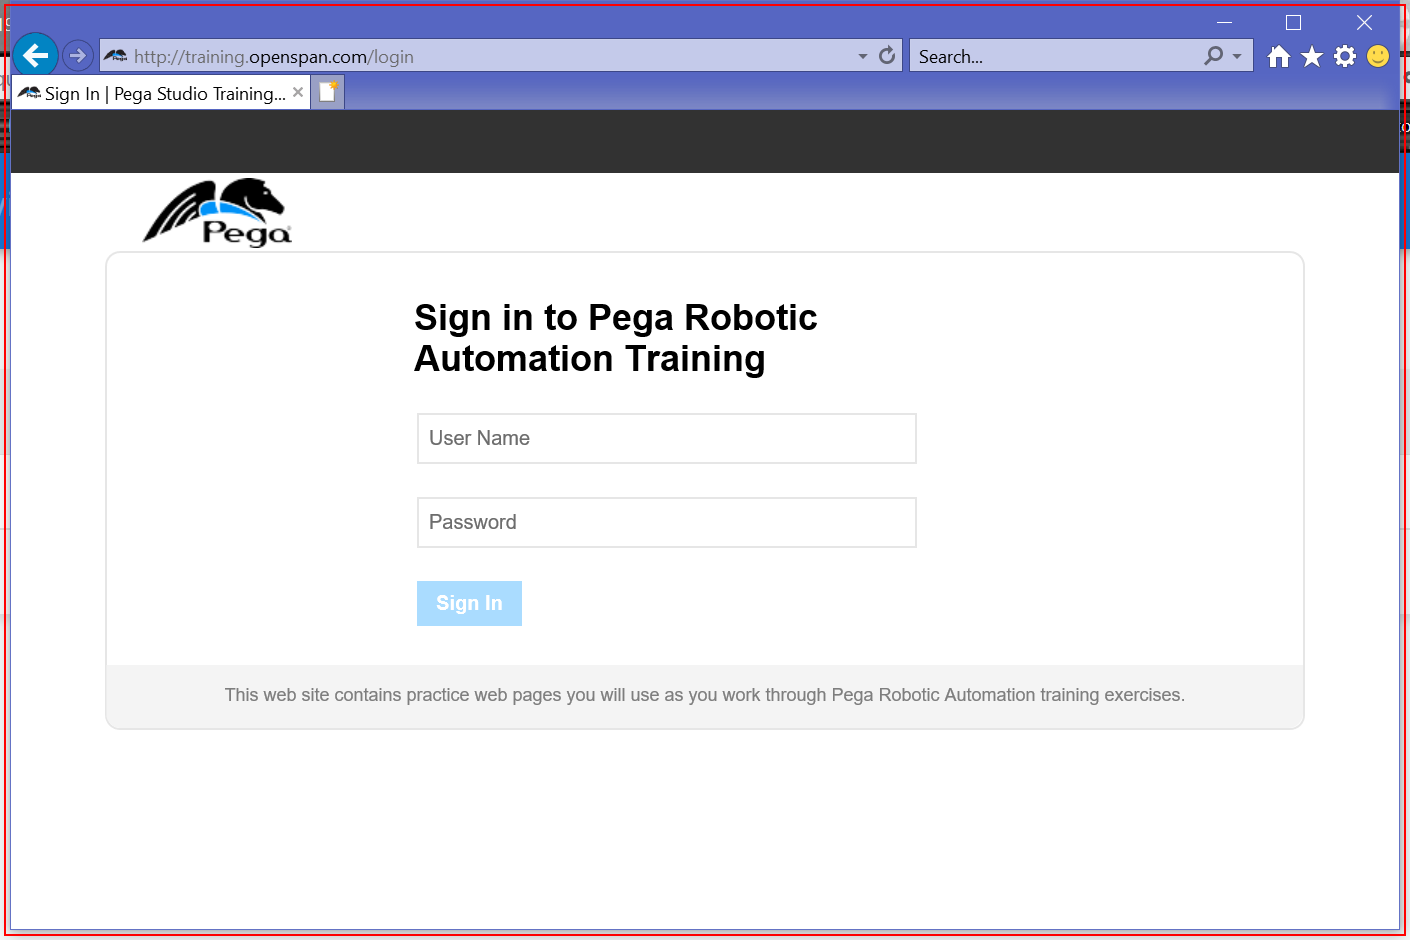 http://training.openspan.com/login
Search...
Sign In | Pega Studio Training...
Pega
Pega
Sign in to Pega Robotic
Automation Training
User Name
Password
Sign In
This web site contains practice web pages you will use as you work through Pega Robotic Automation training exercises.